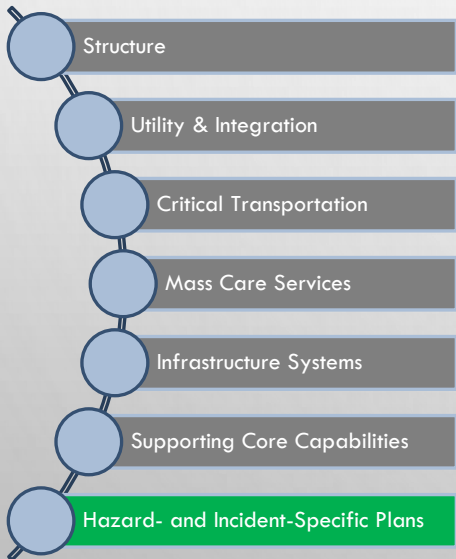 Structure
Utility & Integration
Critical Transportation
Mass Care Services
Infrastructure Systems
Supporting Core Capabilities
Hazard- and Incident-Specific Plans